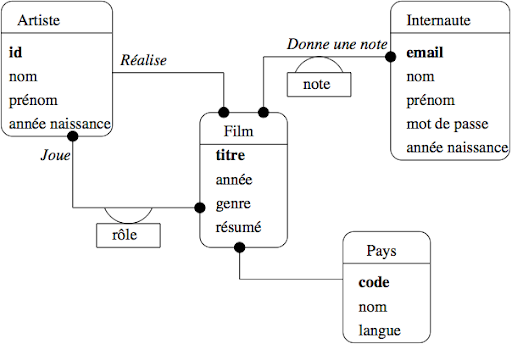 Artiste
id
nom
prénom
année naissance
Réalise
Donne une note
note
Internaute
email
nom
prénom
mot de passe
année naissance
Joue
rôle
Film
titre
année
genre
résumé
Pays
code
nom
langue